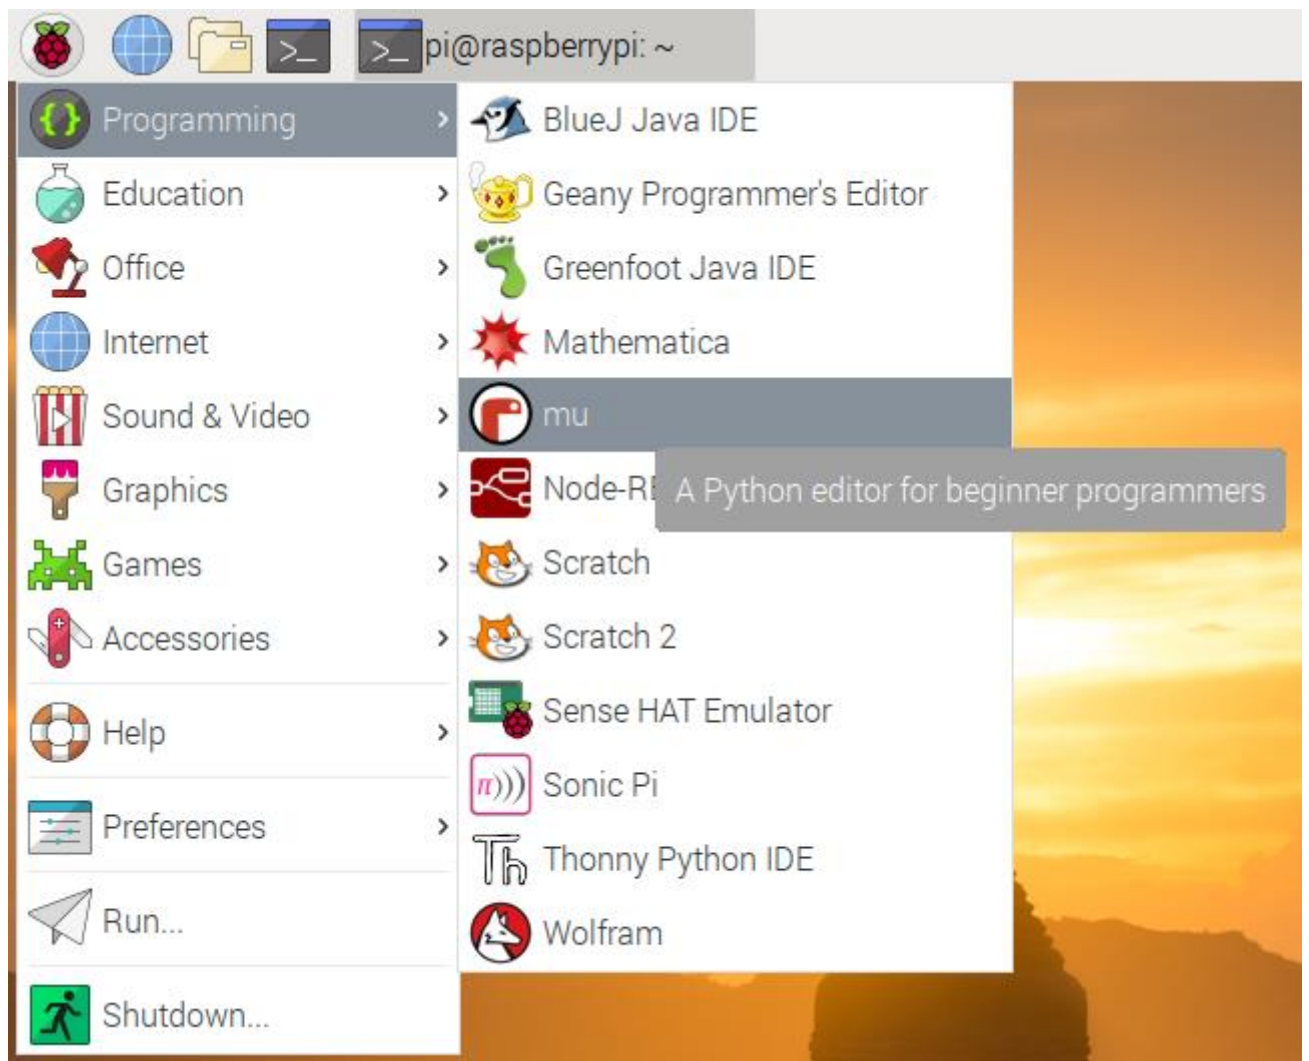 pi@raspberrypi: ~
Programming
Education
Office
Internet
Sound & Video
Graphics
Games
Accessories
Help
Preferences
Run...
Shutdown...
BlueJ Java IDE
Geany Programmer's Editor
Greenfoot Java IDE
Mathematica
mu
A Python editor for beginner programmers
Scratch
Scratch 2
Sense HAT Emulator
Sonic Pi
Thonny Python IDE
Wolfram